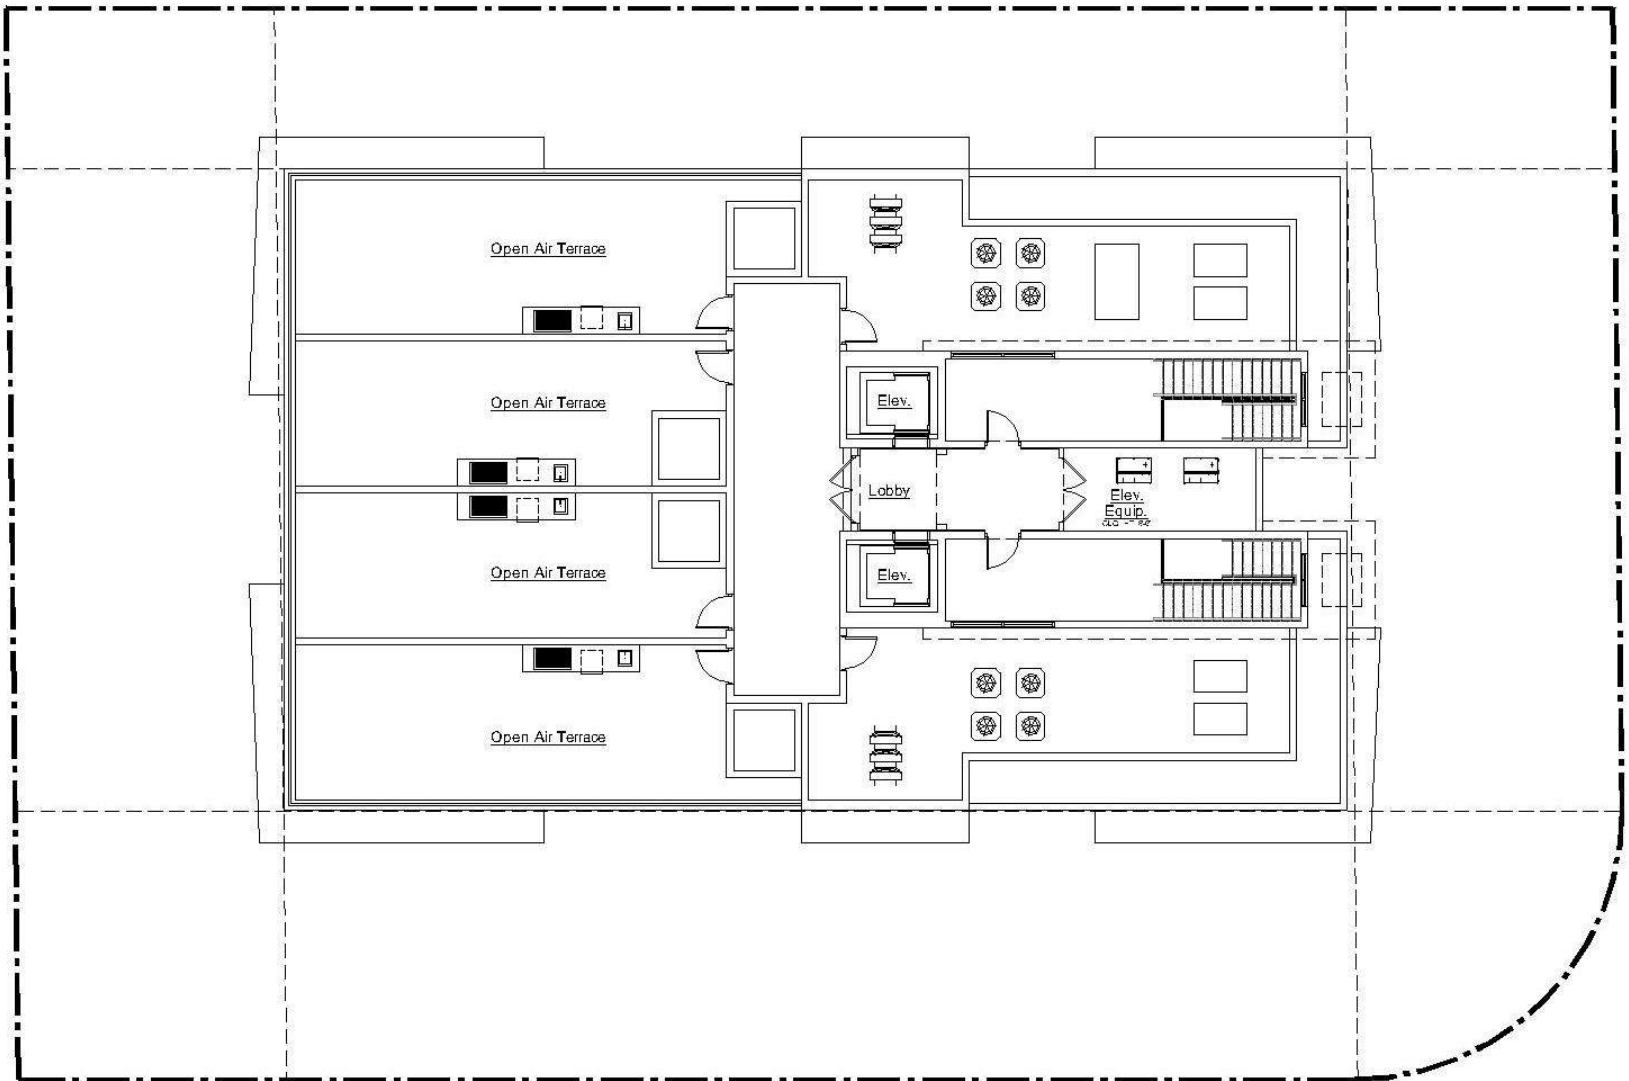 Open Air Terrace
Open Air Terrace
Elev.
Lobby
Elev.
Equip.
Open Air Terrace
Elev.
Open Air Terrace